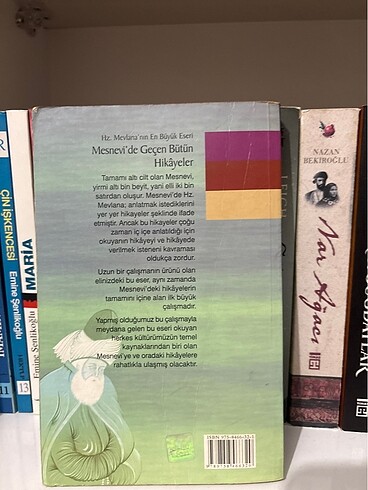 Hz. Mevlana'nın En Büyük Eseri
Mesnevi'de Geçen Bütün
Hikâyeler
Tamamı altı cilt olan Mesnevi,
yirmi altı bin beyit, yani elli iki bin
satırdan oluşur. Mesnevi'de Hz.
Mevlana; anlatmak istediklerini
yer yer hikayeler şeklinde ifade
etmiştir. Ancak bu hikayeler çoğu
zaman iç içe anlatıldığı için
okuyanın hikâyeyi ve hikâyede
verilmek isteneni kavraması
oldukça zordur.
Uzun bir çalışmanın ürünü olan
elinizdeki bu eser, aynı zamanda
Mesnevi'deki hikâyelerin
tamamını içine alan ilk büyük
çalışmadır.
Yapmış olduğumuz bu çalışmayla
meydana gelen bu eseri okuyan
herkes kültürümüzün temel
kaynaklarından biri olan
Mesnevi'ye ve oradaki hikâyelere
rahatlıkla ulaşmış olacaktır.
ÇİN İŞKENCESİ
Emine Şenlikoğlu
11
MARİA
Emine Şenlikoğlu
13
NAZAN
BEKİROĞLU
Nar Ağacı